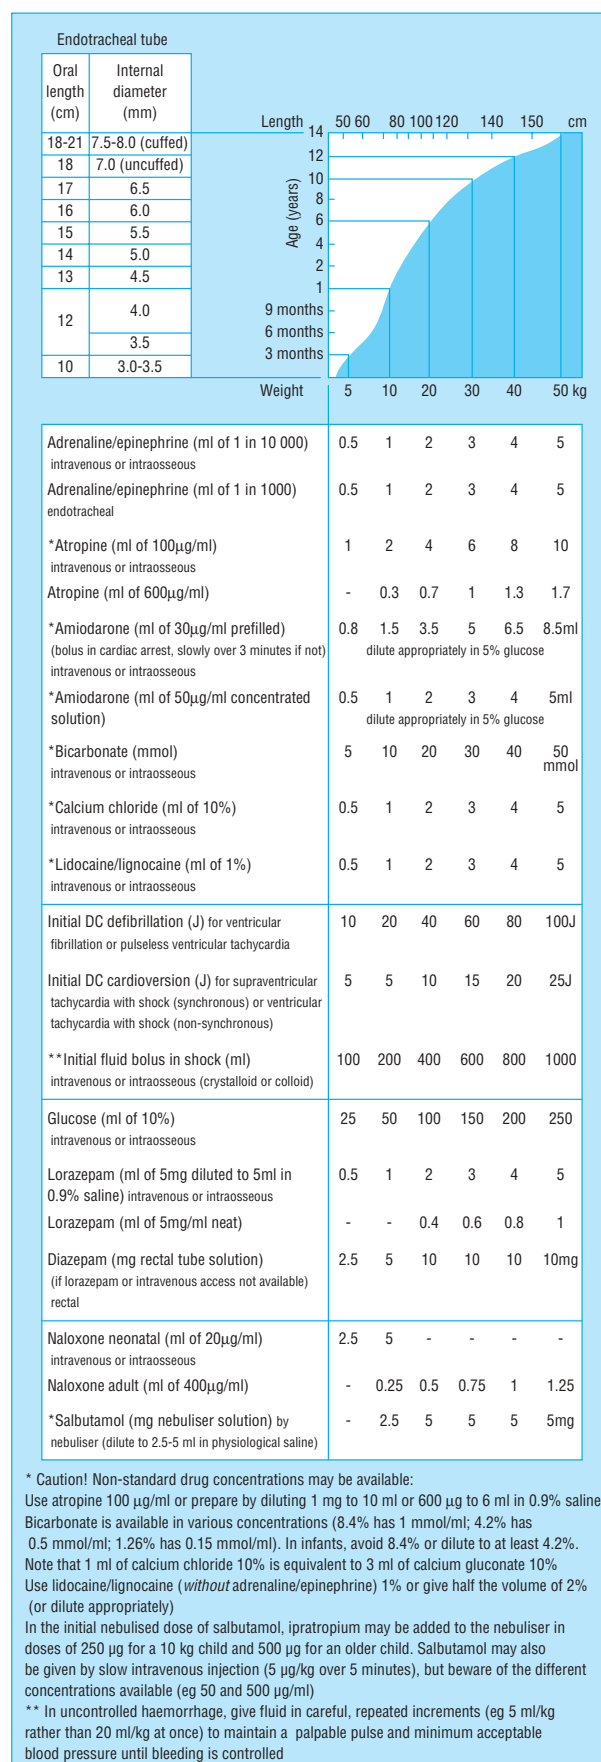 Endotracheal tube
Oral length (cm) Internal diameter (mm)
18-21 7.5-8.0 (cuffed)
18 7.0 (uncuffed)
17 6.5
16 6.0
15 5.5
14 5.0
13 4.5
12 4.0
3.5
10 3.0-3.5
Length 50 60 80 100 120 140 150 cm
Age (years)
14
12
10
8
6
4
2
1
9 months
6 months
3 months
Weight 5 10 20 30 40 50 kg
Adrenaline/epinephrine (ml of 1 in 10 000) 0.5 1 2 3 4 5
intravenous or intraosseous
Adrenaline/epinephrine (ml of 1 in 1000) 0.5 1 2 3 4 5
endotracheal
*Atropine (ml of 100µg/ml) 1 2 4 6 8 10
intravenous or intraosseous
Atropine (ml of 600µg/ml) - 0.3 0.7 1 1.3 1.7
*Amiodarone (ml of 30µg/ml prefilled) 0.8 1.5 3.5 5 6.5 8.5ml
(bolus in cardiac arrest, slowly over 3 minutes if not) dilute appropriately in 5% glucose
intravenous or intraosseous
*Amiodarone (ml of 50µg/ml concentrated 0.5 1 2 3 4 5ml
solution) dilute appropriately in 5% glucose
*Bicarbonate (mmol) 5 10 20 30 40 50
intravenous or intraosseous mmol
*Calcium chloride (ml of 10%) 0.5 1 2 3 4 5
intravenous or intraosseous
*Lidocaine/lignocaine (ml of 1%) 0.5 1 2 3 4 5
intravenous or intraosseous
Initial DC defibrillation (J) for ventricular 10 20 40 60 80 100J
fibrillation or pulseless ventricular tachycardia
Initial DC cardioversion (J) for supraventricular 5 5 10 15 20 25J
tachycardia with shock (synchronous) or ventricular
tachycardia with shock (non-synchronous)
**Initial fluid bolus in shock (ml) 100 200 400 600 800 1000
intravenous or intraosseous (crystalloid or colloid)
Glucose (ml of 10%) 25 50 100 150 200 250
intravenous or intraosseous
Lorazepam (ml of 5mg diluted to 5ml in 0.5 1 2 3 4 5
0.9% saline) intravenous or intraosseous
Lorazepam (ml of 5mg/ml neat) - - 0.4 0.6 0.8 1
Diazepam (mg rectal tube solution) 2.5 5 10 10 10 10mg
(if lorazepam or intravenous access not available)
rectal
Naloxone neonatal (ml of 20µg/ml) 2.5 5 - - - -
intravenous or intraosseous
Naloxone adult (ml of 400µg/ml) - 0.25 0.5 0.75 1 1.25
*Salbutamol (mg nebuliser solution) by - 2.5 5 5 5 5mg
nebuliser (dilute to 2.5-5 ml in physiological saline)
* Caution! Non-standard drug concentrations may be available:
Use atropine 100 µg/ml or prepare by diluting 1 mg to 10 ml or 600 µg to 6 ml in 0.9% saline
Bicarbonate is available in various concentrations (8.4% has 1 mmol/ml; 4.2% has
0.5 mmol/ml; 1.26% has 0.15 mmol/ml). In infants, avoid 8.4% or dilute to at least 4.2%.
Note that 1 ml of calcium chloride 10% is equivalent to 3 ml of calcium gluconate 10%
Use lidocaine/lignocaine (without adrenaline/epinephrine) 1% or give half the volume of 2%
(or dilute appropriately)
In the initial nebulised dose of salbutamol, ipratropium may be added to the nebuliser in
doses of 250 µg for a 10 kg child and 500 µg for an older child. Salbutamol may also
be given by slow intravenous injection (5 µg/kg over 5 minutes), but beware of the different
concentrations available (eg 50 and 500 µg/ml)
** In uncontrolled haemorrhage, give fluid in careful, repeated increments (eg 5 ml/kg
rather than 20 ml/kg at once) to maintain a palpable pulse and minimum acceptable
blood pressure until bleeding is controlled